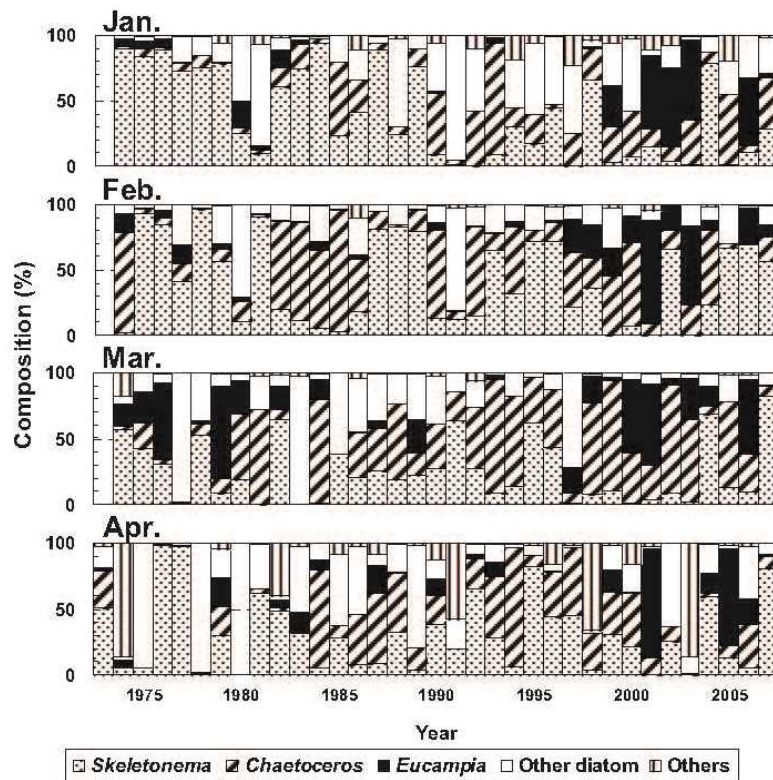 Jan.
100
50
0
Feb.
100
50
0
Composition (%)
Mar.
100
50
0
Apr.
100
50
0
1975 1980 1985 1990 1995 2000 2005
Year
Skeletonema Chaetoceros Eucampia Other diatom Others